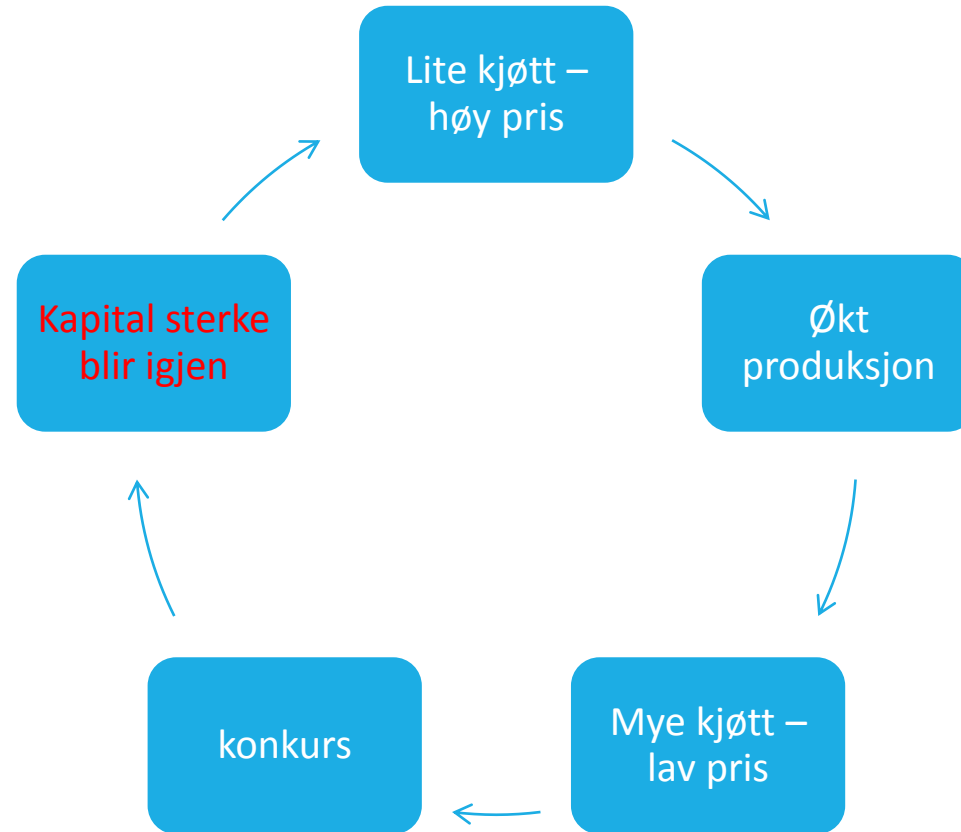 Lite kjøtt –
høy pris
Økt
produksjon
Mye kjøtt –
lav pris
konkurs
Kapital sterke
blir igjen